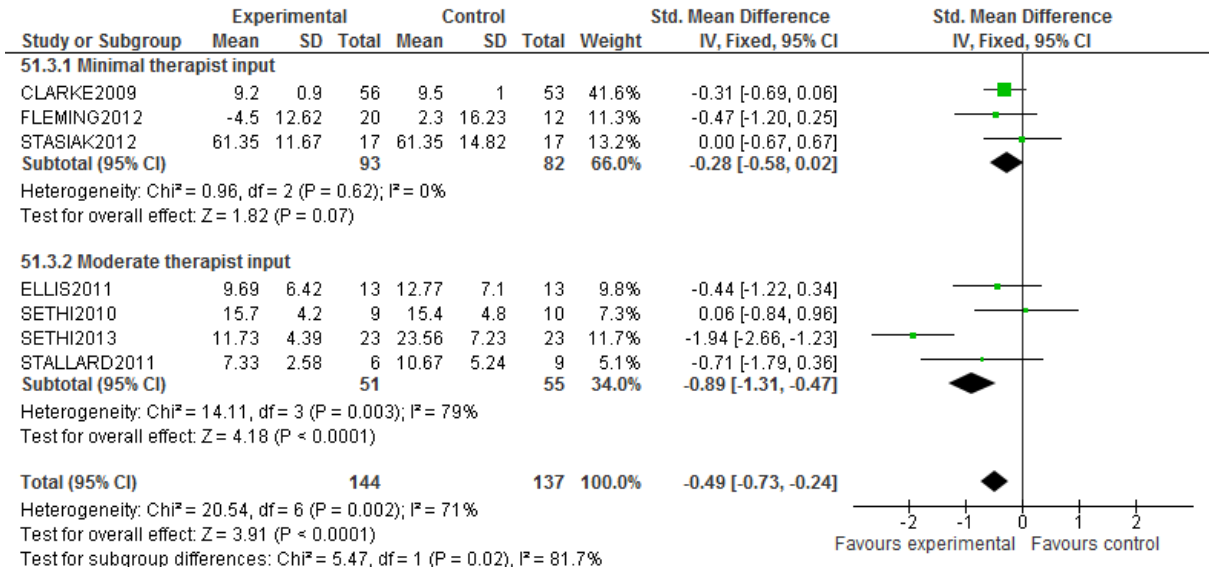 Experimental Control Std. Mean Difference Std. Mean Difference
Study or Subgroup Mean SD Total Mean SD Total Weight IV, Fixed, 95% CI IV, Fixed, 95% CI
51.3.1 Minimal therapist input
CLARKE2009 9.2 0.9 56 9.5 1 53 41.6% -0.31 [-0.69, 0.06]
FLEMING2012 -4.5 12.62 20 2.3 16.23 12 11.3% -0.47 [-1.20, 0.25]
STASIAK2012 61.35 11.67 17 61.35 14.82 17 13.2% 0.00 [-0.67, 0.67]
Subtotal (95% CI) 93 82 66.0% -0.28 [-0.58, 0.02]
Heterogeneity: Chi² = 0.96, df = 2 (P = 0.62); I² = 0%
Test for overall effect: Z = 1.82 (P = 0.07)
51.3.2 Moderate therapist input
ELLIS2011 9.69 6.42 13 12.77 7.1 13 9.8% -0.44 [-1.22, 0.34]
SETHI2010 15.7 4.2 9 15.4 4.8 10 7.3% 0.06 [-0.84, 0.96]
SETHI2013 11.73 4.39 23 23.56 7.23 23 11.7% -1.94 [-2.66, -1.23]
STALLARD2011 7.33 2.58 6 10.67 5.24 9 5.1% -0.71 [-1.79, 0.36]
Subtotal (95% CI) 51 55 34.0% -0.89 [-1.31, -0.47]
Heterogeneity: Chi² = 14.11, df = 3 (P = 0.003); I² = 79%
Test for overall effect: Z = 4.18 (P < 0.0001)
Total (95% CI) 144 137 100.0% -0.49 [-0.73, -0.24]
Heterogeneity: Chi² = 20.54, df = 6 (P = 0.002); I² = 71%
Test for overall effect: Z = 3.91 (P < 0.0001)
Test for subgroup differences: Chi² = 5.47, df = 1 (P = 0.02), I² = 81.7%
-2 -1 0 1 2
Favours experimental Favours control